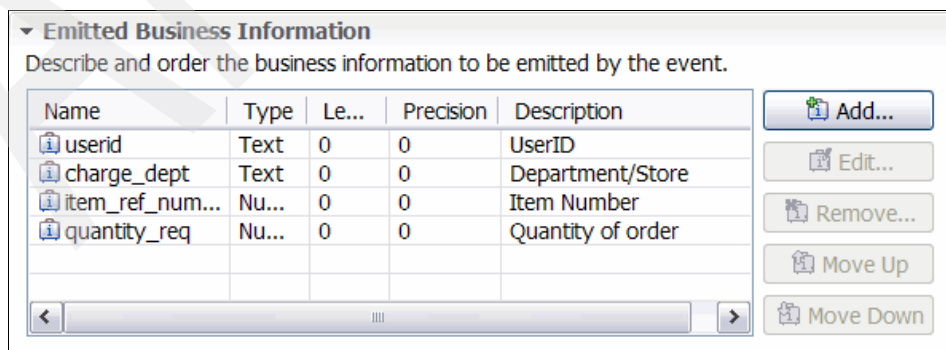 Emitted Business Information
Describe and order the business information to be emitted by the event.
Name Type Le... Precision Description
userid Text 0 0 UserID
charge_dept Text 0 0 Department/Store
item_ref_num... Nu... 0 0 Item Number
quantity_req Nu... 0 0 Quantity of order
Add...
Edit...
Remove...
Move Up
Move Down